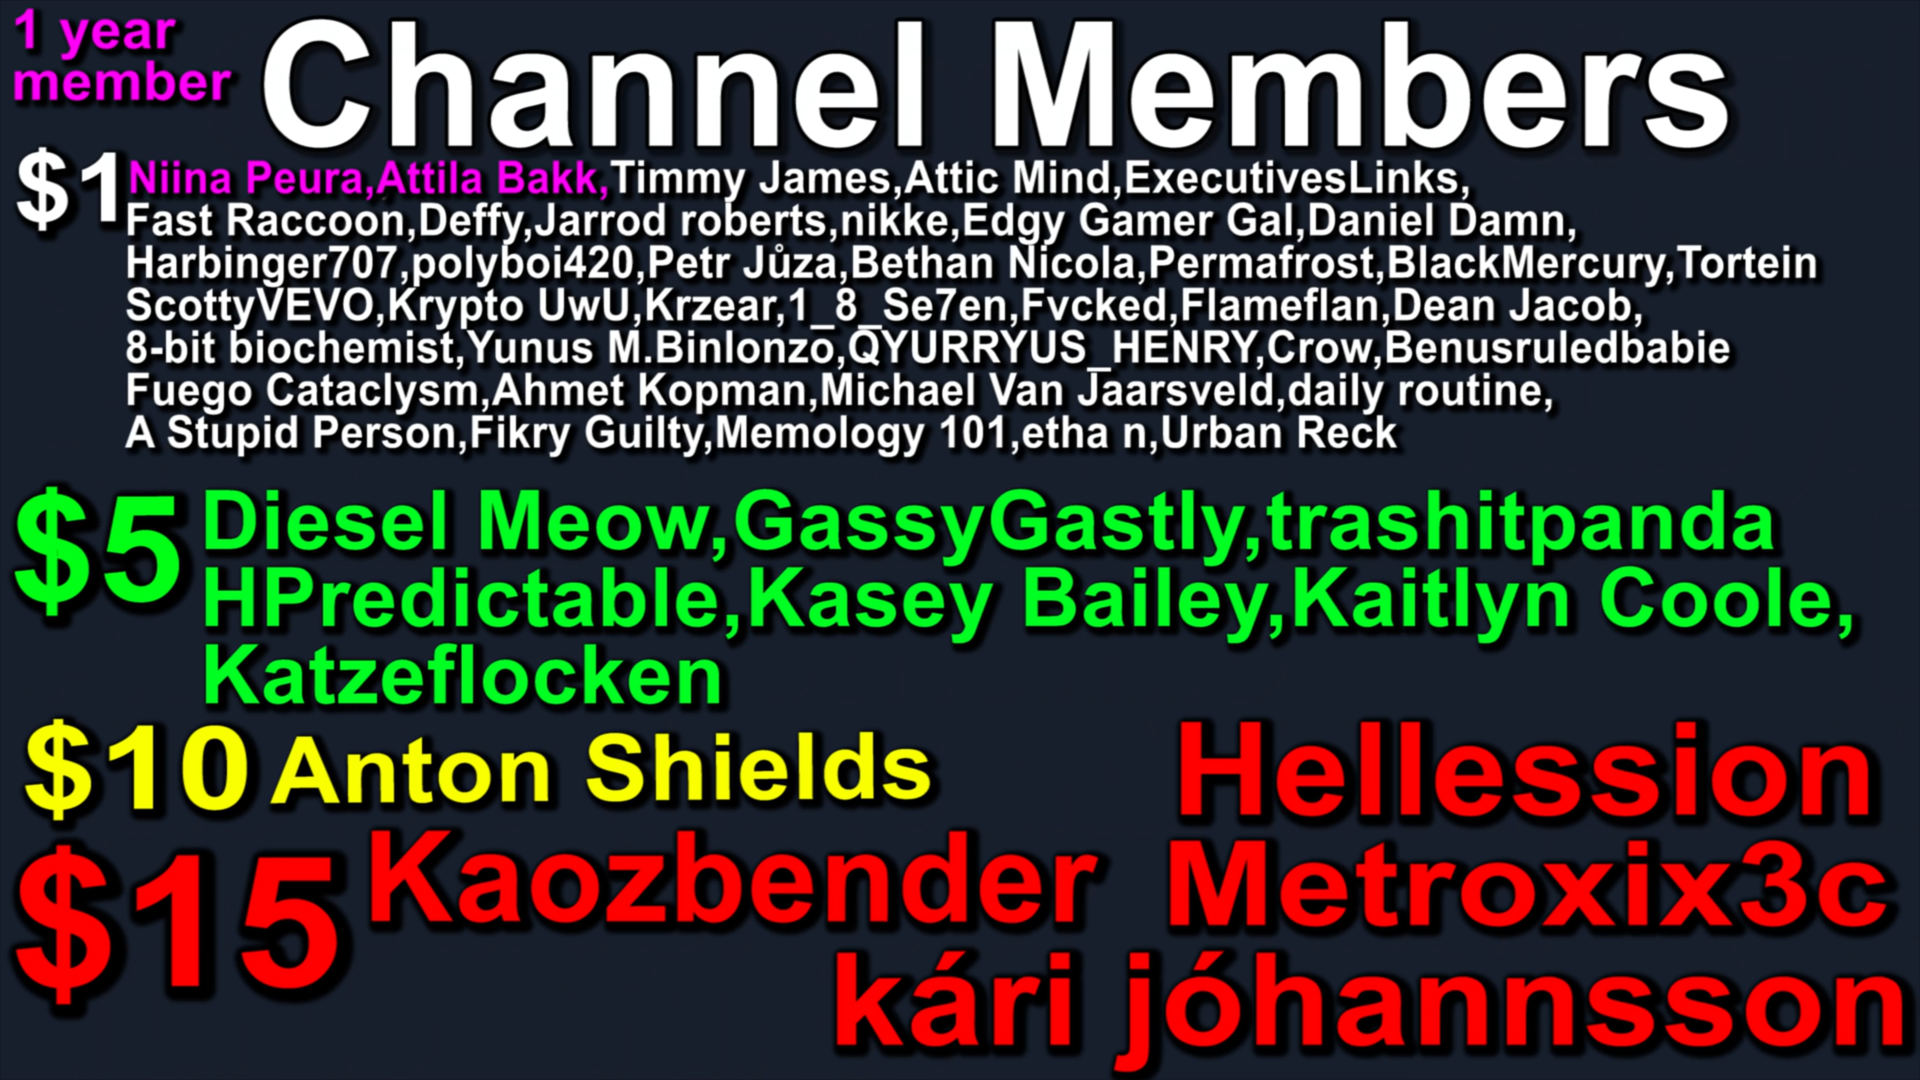 1 year
member
Channel Members
$1
Niina Peura,Attila Bakk,Timmy James,Attic Mind,ExecutivesLinks,
Fast Raccoon,Deffy,Jarrod roberts,nikke,Edgy Gamer Gal,Daniel Damn,
Harbinger707,polyboi420,Petr Jůza,Bethan Nicola,Permafrost,BlackMercury,Tortein
ScottyVEVO,Krypto UwU,Krzear,1_8_Se7en,Fvcked,Flameflan,Dean Jacob,
8-bit biochemist,Yunus M.Binlonzo,QYURRYUS_HENRY,Crow,Benusruledbabie
Fuego Cataclysm,Ahmet Kopman,Michael Van Jaarsveld,daily routine,
A Stupid Person,Fikry Guilty,Memology 101,etha n,Urban Reck
$5
Diesel Meow,GassyGastly,trashitpanda
HPredictable,Kasey Bailey,Kaitlyn Coole,
Katzeflocken
$10 Anton Shields
Hellession
$15 Kaozbender
Metroxix3c
kári jóhannsson